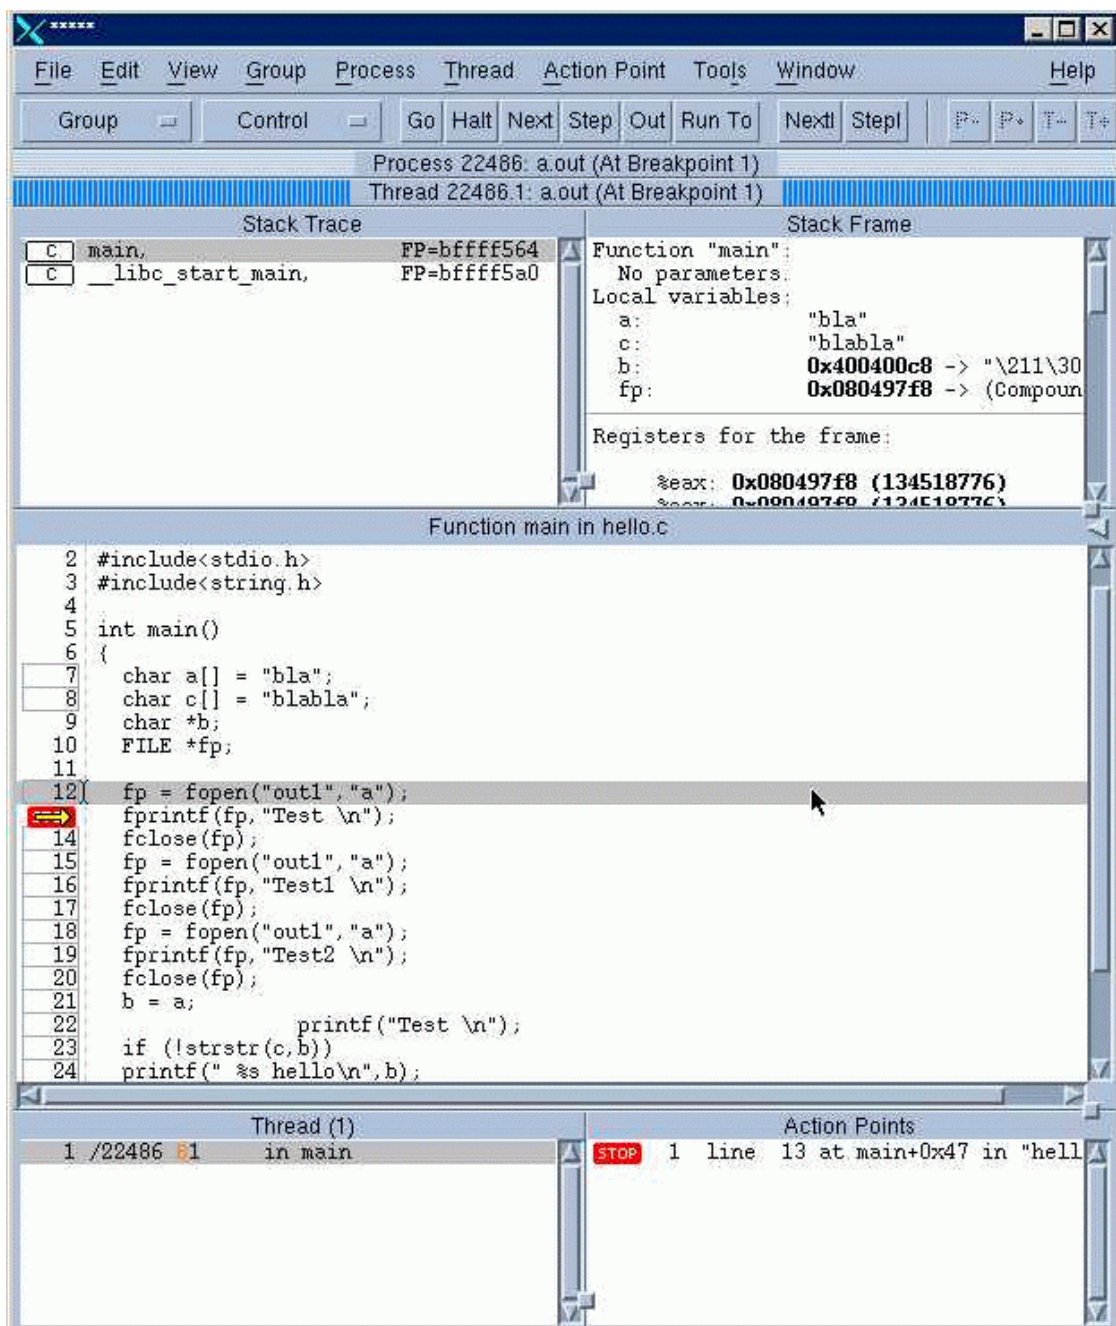 *****
File Edit View Group Process Thread Action Point Tools Window Help
Group Control Go Halt Next Step Out Run To NextI StepI P- P+ T- T+
Process 22486: a.out (At Breakpoint 1)
Thread 22486.1: a.out (At Breakpoint 1)
Stack Trace
C main, FP=bffff564
C __libc_start_main, FP=bffff5a0
Stack Frame
Function "main":
No parameters.
Local variables:
a: "bla"
c: "blabla"
b: 0x400400c8 -> "\211\30
fp: 0x080497f8 -> (Compoun
Registers for the frame:
%eax: 0x080497f8 (134518776)
0x080497f8 (134518776)
Function main in hello.c
2 #include<stdio.h>
3 #include<string.h>
4
5 int main()
6 {
7 char a[] = "bla";
8 char c[] = "blabla";
9 char *b;
10 FILE *fp;
11
12 fp = fopen("out1","a");
fprintf(fp,"Test \n");
14 fclose(fp);
15 fp = fopen("out1","a");
16 fprintf(fp,"Test1 \n");
17 fclose(fp);
18 fp = fopen("out1","a");
19 fprintf(fp,"Test2 \n");
20 fclose(fp);
21 b = a;
22 printf("Test \n");
23 if (!strstr(c,b))
24 printf(" %s hello\n",b);
Thread (1)
1 /22486 1 in main
Action Points
STOP 1 line 13 at main+0x47 in "hell